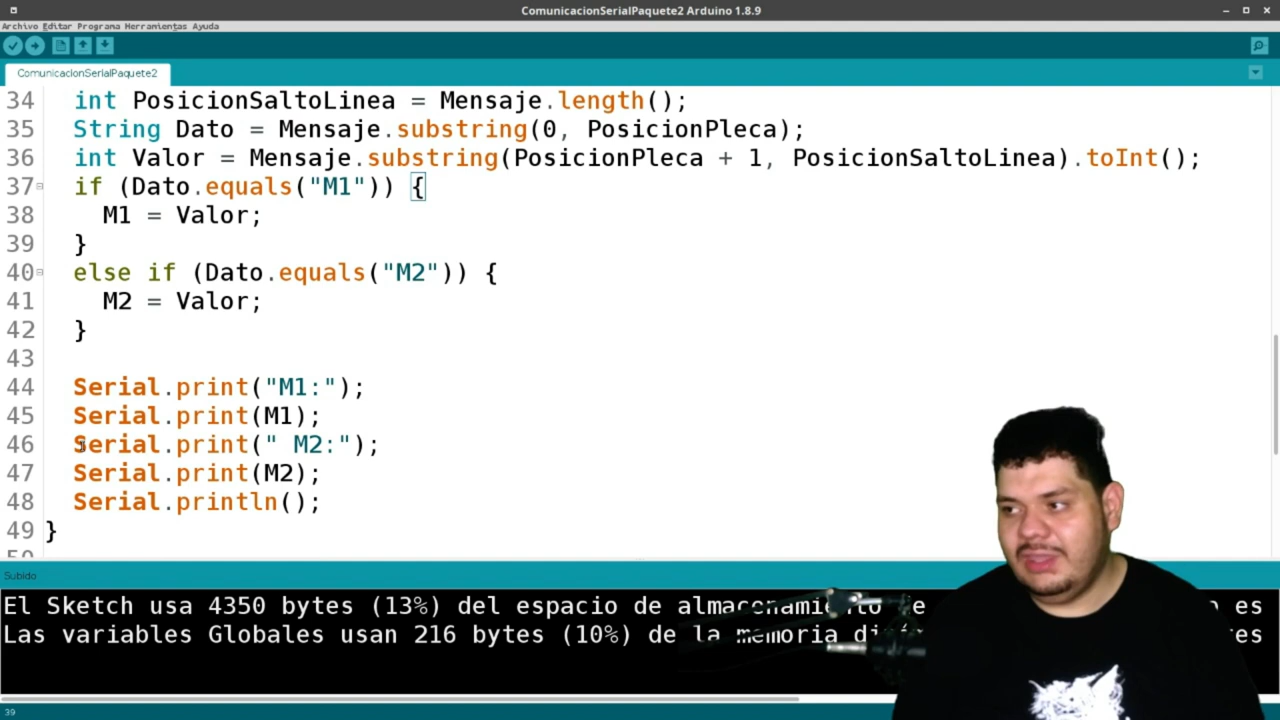 ComunicacionSerialPaquete2 Arduino 1.8.9
Archivo Editar Programa Herramientas Ayuda
ComunicacionSerialPaquete2
34 int PosicionSaltoLinea = Mensaje.length();
35 String Dato = Mensaje.substring(0, PosicionPleca);
36 int Valor = Mensaje.substring(PosicionPleca + 1, PosicionSaltoLinea).toInt();
37 if (Dato.equals("M1")) {
38 M1 = Valor;
39 }
40 else if (Dato.equals("M2")) {
41 M2 = Valor;
42 }
43
44 Serial.print("M1:");
45 Serial.print(M1);
46 Serial.print(" M2:");
47 Serial.print(M2);
48 Serial.println();
49 }
50
Subido
El Sketch usa 4350 bytes (13%) del espacio de almacenamiento de es
Las variables Globales usan 216 bytes (10%) de la memoria
39